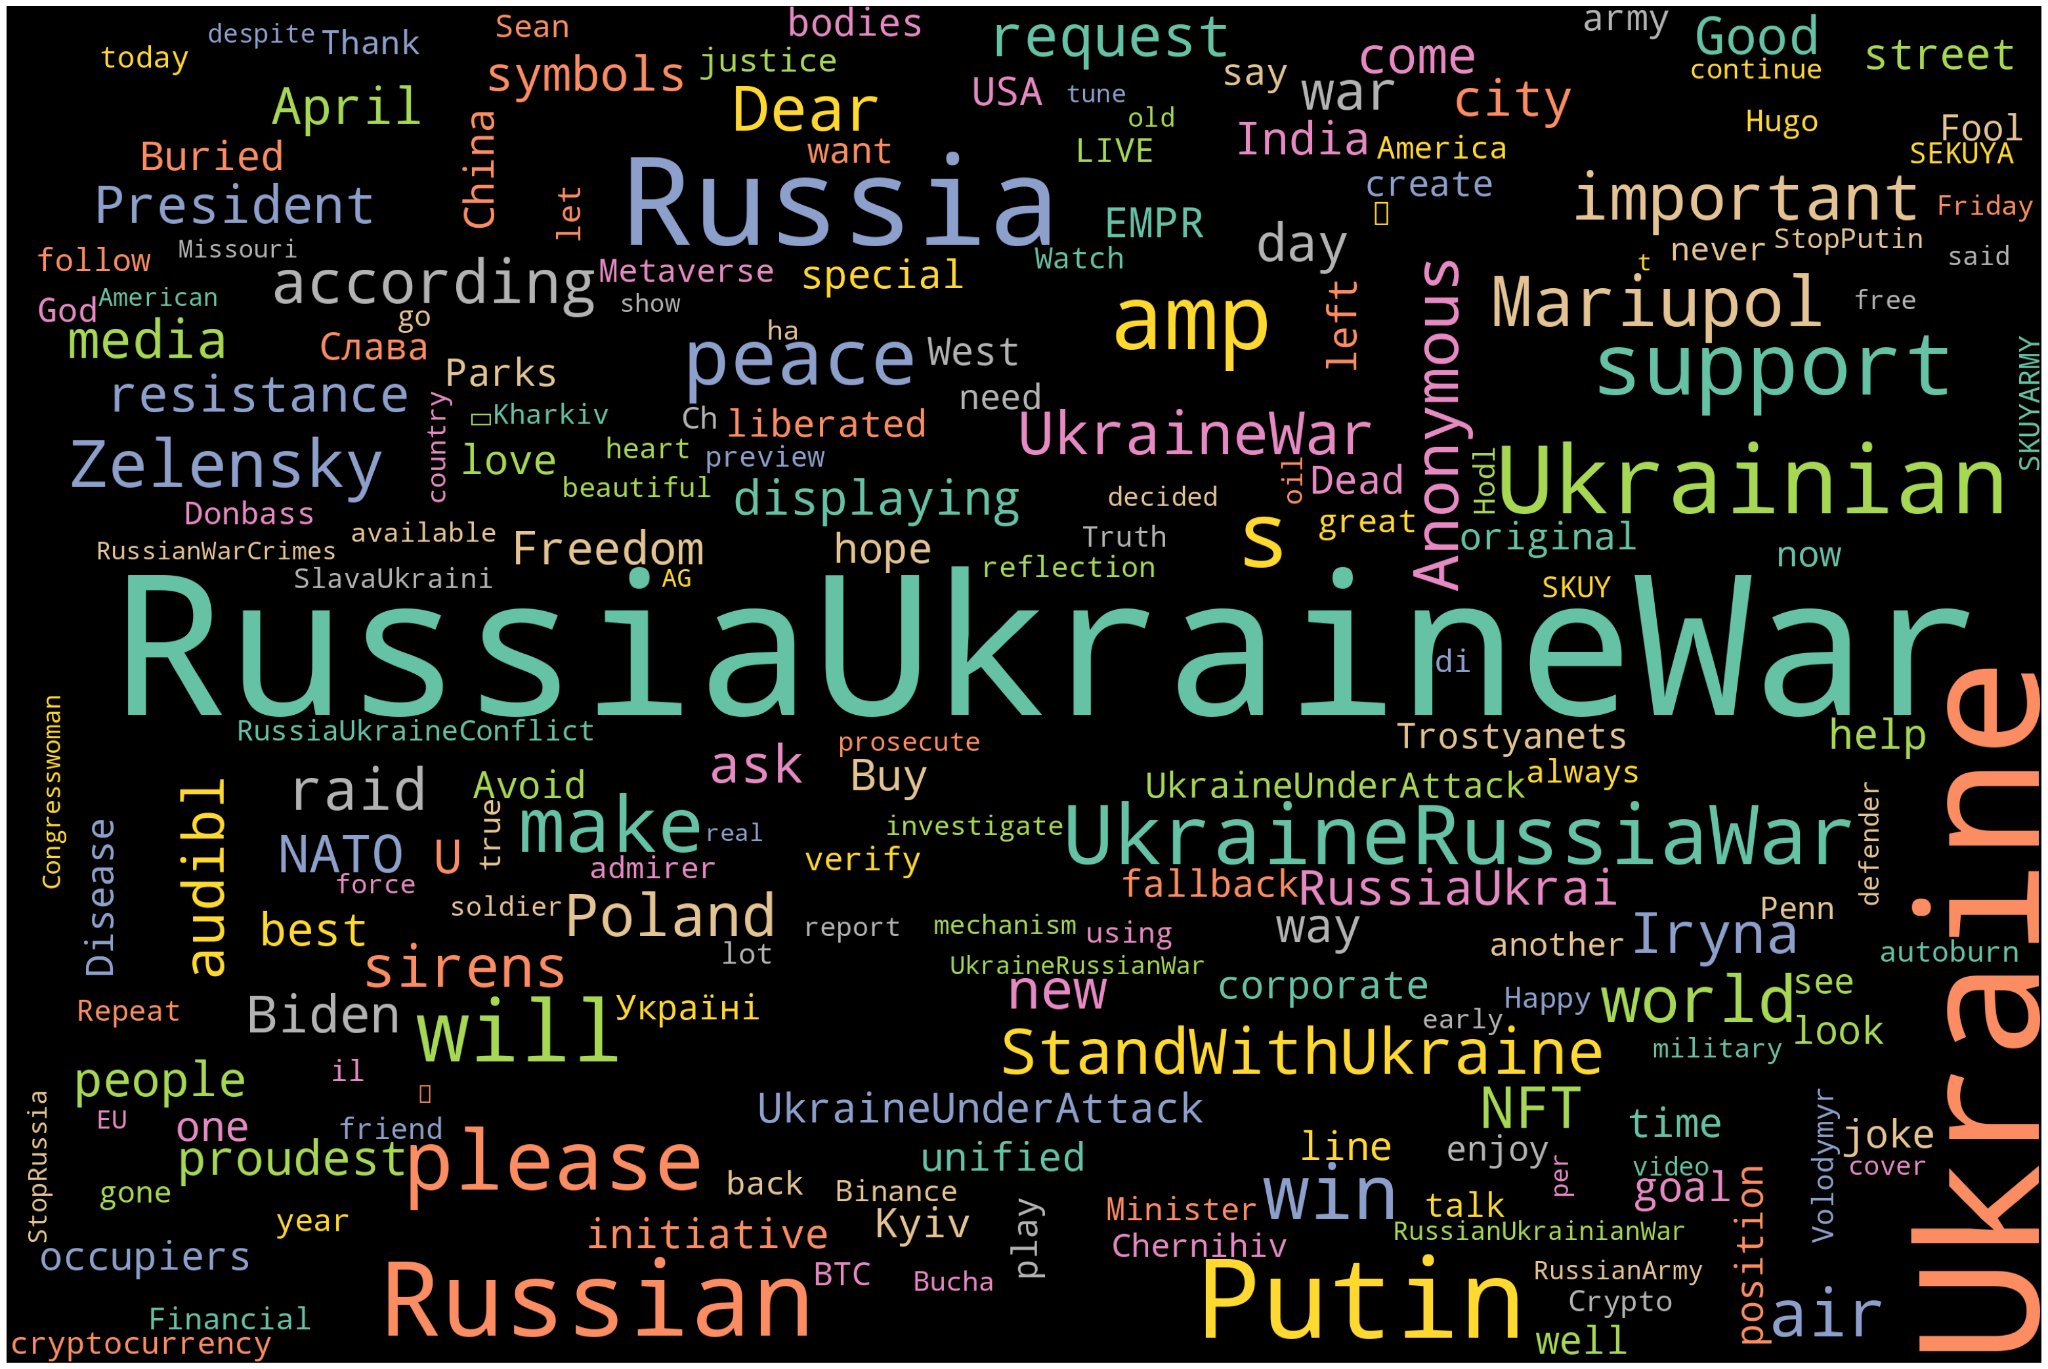 despite
Thank
Sean
bodies
request
army
Good
street
today
symbols
justice
come
continue
April
Dear
USA
tune
say
war
city
old
Hugo
Fool
Buried
China
want
LIVE
India
America
SEKUYA
President
let
Russia
EMPR
create
important
Friday
follow
Missouri
according
Metaverse
special
Watch
day
never
StopPutin
said
t
God
American
show
amp
left
Anonymous
Mariupol
free
media
go
Слава
ha
peace
West
support
SKUYARMY
resistance
Parks
need
country
Kharkiv
Ch
liberated
UkraineWar
Zelensky
love
heart
preview
oil
Dead
Hodl
Ukrainian
beautiful
displaying
decided
Donbass
available
Freedom
hope
Truth
s
great
original
now
RussianWarCrimes
SlavaUkraini
AG
reflection
SKUY
RussiaUkraineWar
di
Ukraine
Congresswoman
RussiaUkraineConflict
prosecute
Trostyanets
help
ask
raid
Avoid
Buy
UkraineUnderAttack
always
audibl
Disease
true
make
real
investigate
UkraineRussiaWar
defender
NATO
U
force
admirer
verify
fallback
RussiaUkrai
best
soldier
Poland
report
mechanism
using
way
Penn
another
Iryna
autoburn
lot
sirens
UkraineRussianWar
new
corporate
Happy
world
see
Repeat
Biden
will
Україні
early
look
StandWithUkraine
military
people
il
StopRussia
EU
one
friend
UkraineUnderAttack
NFT
time
Volodymyr
joke
proudest
please
unified
line
enjoy
per
video
cover
goal
gone
back
Binance
play
win
talk
position
year
initiative
Kyiv
Minister
RussianUkrainianWar
occupiers
Chernihiv
Russian
BTC
Bucha
Putin
RussianArmy
Crypto
air
Financial
cryptocurrency
well